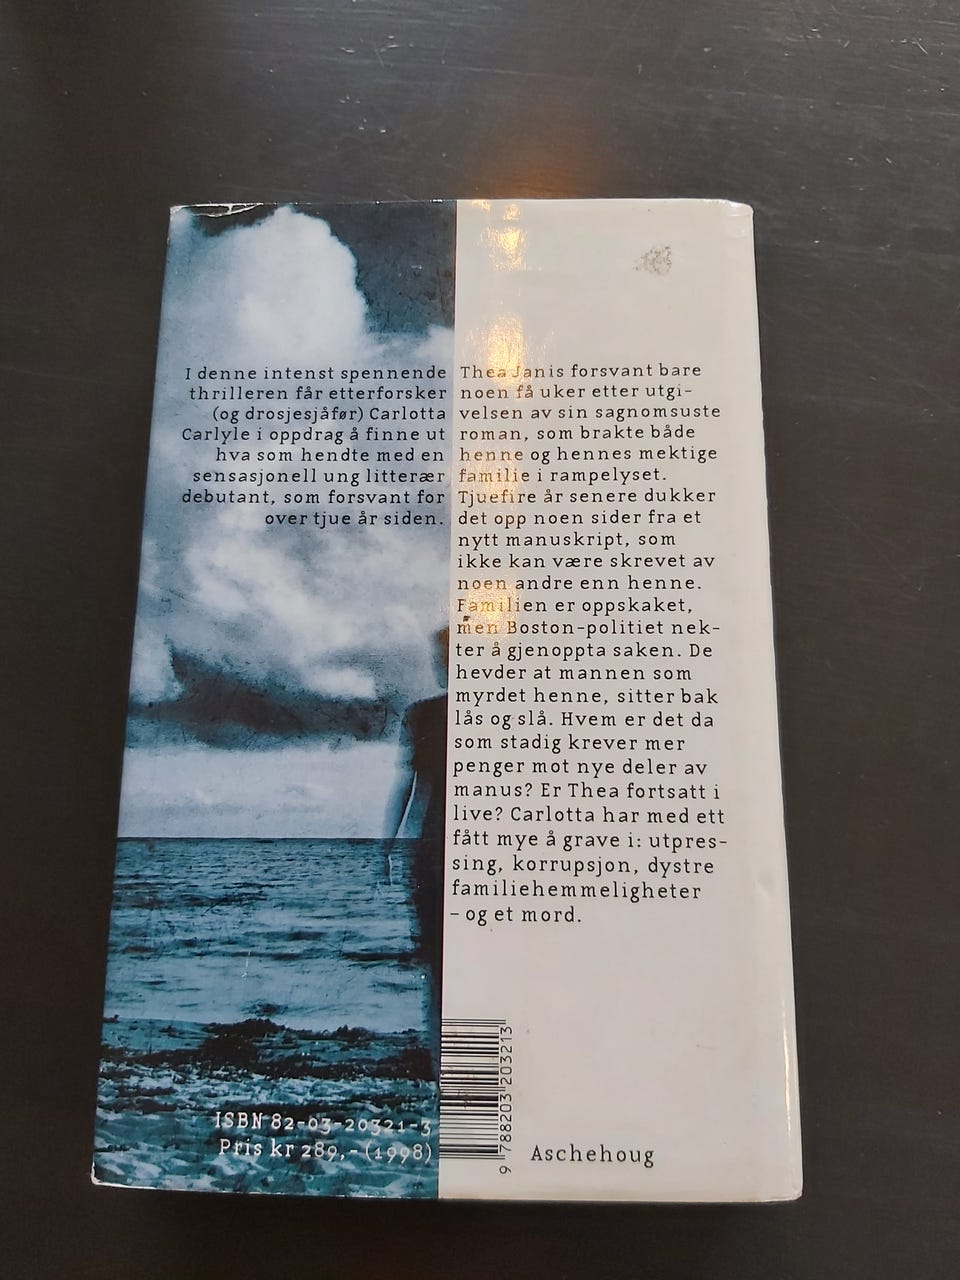 I denne intenst spennende
thrilleren får etterforsker
(og drosjesjåfør) Carlotta
Carlyle i oppdrag å finne ut
hva som hendte med en
sensasjonell ung litterær
debutant, som forsvant for
over tjue år siden.
Thea Janis forsvant bare
noen få uker etter utgi-
velsen av sin sagnomsuste
roman, som brakte både
henne og hennes mektige
familie i rampelyset.
Tjuefire år senere dukker
det opp noen sider fra et
nytt manuskript, som
ikke kan være skrevet av
noen andre enn henne.
Familien er oppskaket,
men Boston-politiet nek-
ter å gjenoppta saken. De
hevder at mannen som
myrdet henne, sitter bak
lås og slå. Hvem er det da
som stadig krever mer
penger mot nye deler av
manus? Er Thea fortsatt i
live? Carlotta har med ett
fått mye å grave i: utpres-
sing, korrupsjon, dystre
familiehemmeligheter
– og et mord.
ISBN 82-03-20321-3
Pris kr 289,- (1998)
9 788203 203213
Aschehoug